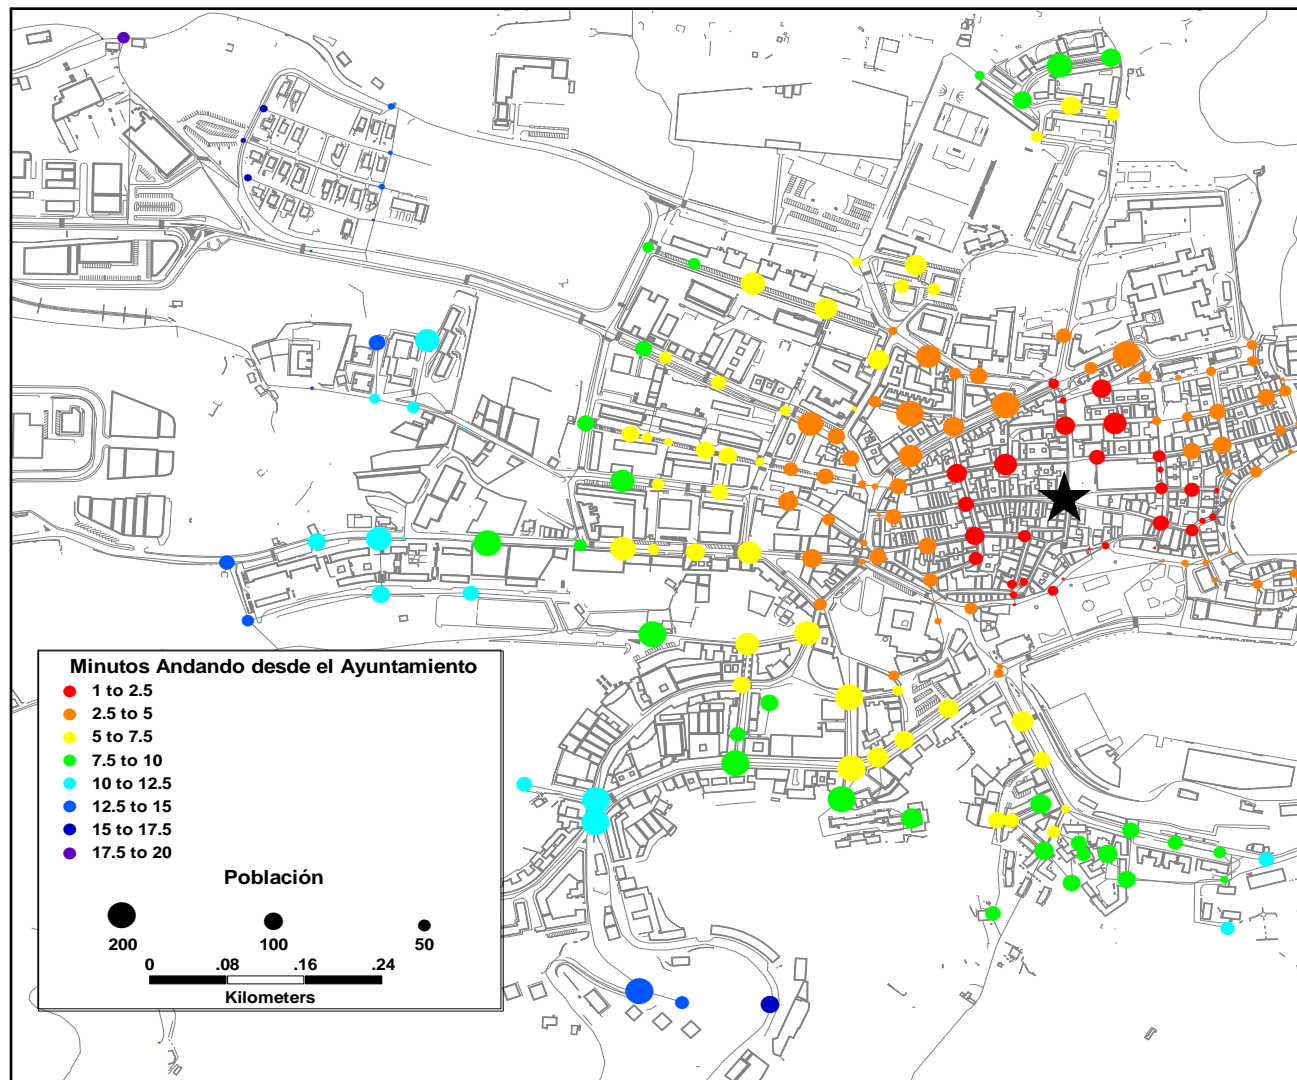 Minutos Andando desde el Ayuntamiento
1 to 2.5
2.5 to 5
5 to 7.5
7.5 to 10
10 to 12.5
12.5 to 15
15 to 17.5
17.5 to 20
Población
200 100 50
0 .08 .16 .24
Kilometers